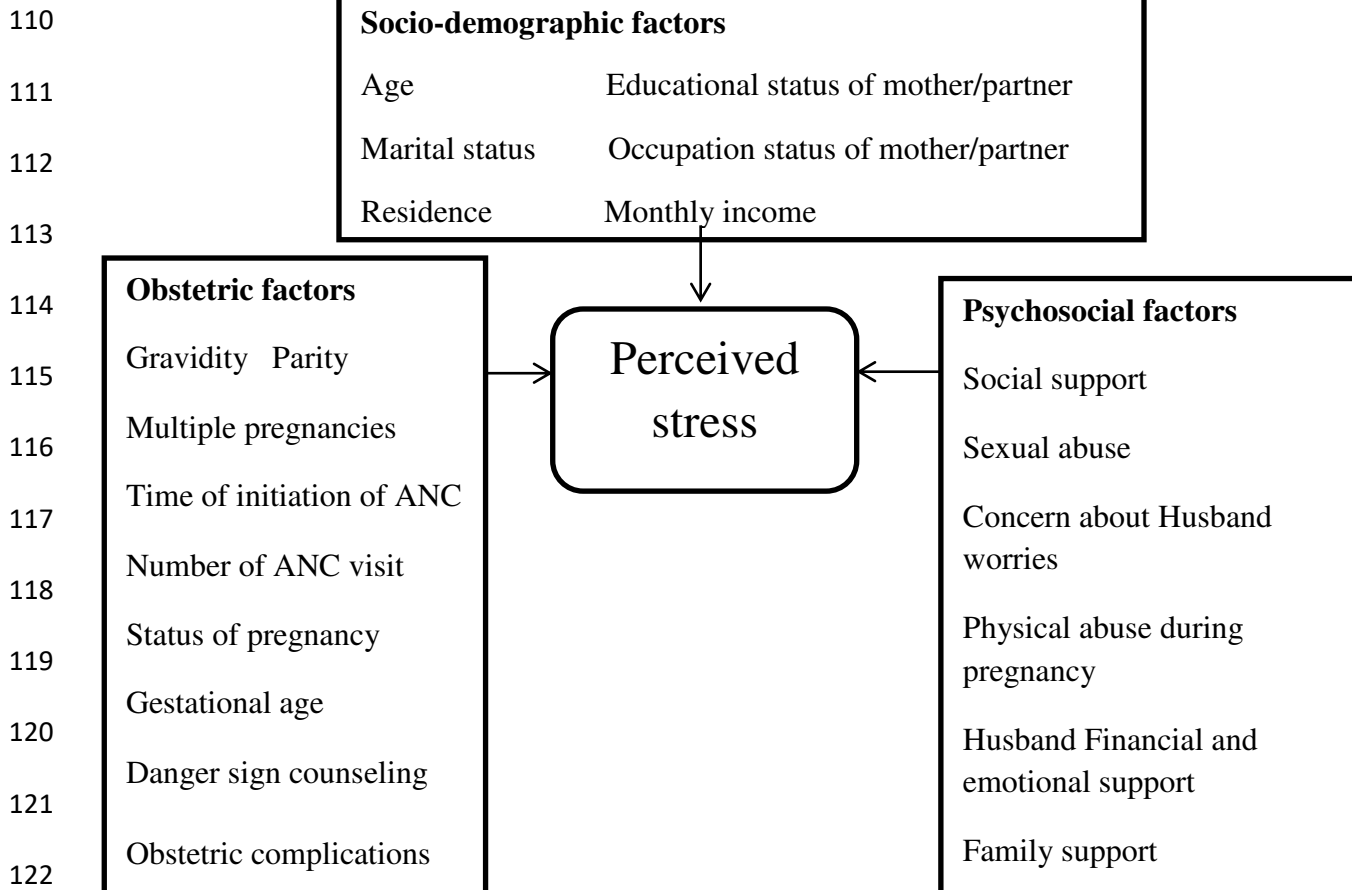 110
111
112
113
114
115
116
117
118
119
120
121
122
Socio-demographic factors
Age Educational status of mother/partner
Marital status Occupation status of mother/partner
Residence Monthly income
Obstetric factors
Gravidity Parity
Multiple pregnancies
Time of initiation of ANC
Number of ANC visit
Status of pregnancy
Gestational age
Danger sign counseling
Obstetric complications
Perceived
stress
Psychosocial factors
Social support
Sexual abuse
Concern about Husband
worries
Physical abuse during
pregnancy
Husband Financial and
emotional support
Family support